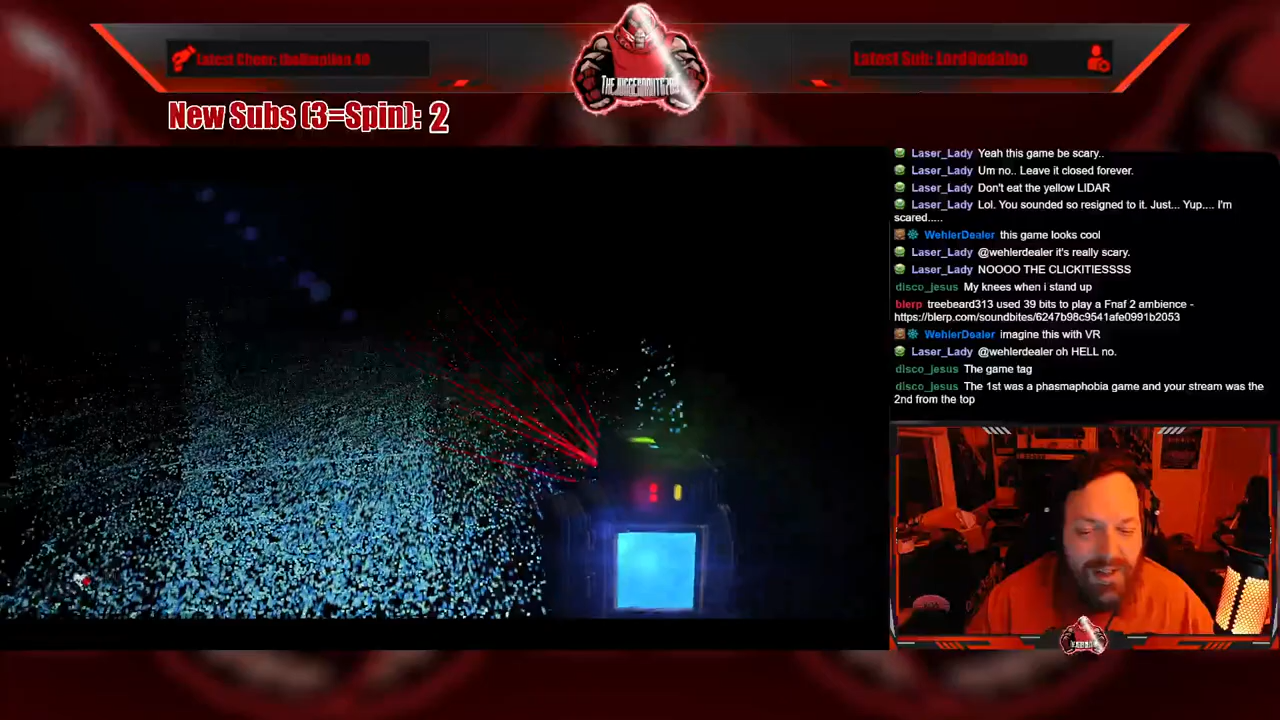 Latest Sub: LordDedaloo
New Subs (3=Spin): 2
Laser_Lady Yeah this game be scary..
Laser_Lady Um no.. Leave it closed forever.
Laser_Lady Don't eat the yellow LIDAR
Laser_Lady Lol. You sounded so resigned to it. Just... Yup.... I'm
scared.....
WehlerDealer this game looks cool
Laser_Lady @wehlerdealer it's really scary.
Laser_Lady NOOOO THE CLICKITIESSSS
disco_jesus My knees when i stand up
blerp treebeard313 used 39 bits to play a Fnaf 2 ambience -
https://blerp.com/soundbites/6247b98c9541afe0991b2053
WehlerDealer imagine this with VR
Laser_Lady @wehlerdealer oh HELL no.
disco_jesus The game tag
disco_jesus The 1st was a phasmaphobia game and your stream was the
2nd from the top